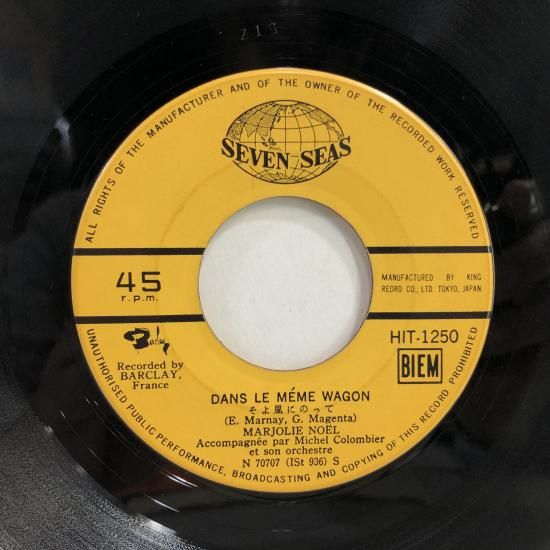 ZIS
ALL RIGHTS OF THE MANUFACTURER AND OF THE OWNER OF THE RECORDED WORK RESERVED
SEVEN SEAS
45
r.p.m.
MANUFACTURED BY KING
REORD CO., LTD. TOKYO, JAPAN
Barclay
Recorded by
BARCLAY,
France
HIT-1250
BIEM
DANS LE MÉME WAGON
そよ風にのって
(E. Marnay, G. Magenta)
MARJOLIE NOËL
Accompagnée par Michel Colombier
et son orchestre
N 70707 (ISt 936) S
UNAUTHORISED PUBLIC PERFORMANCE, BROADCASTING AND COPYING OF THIS RECORD PROHIBITED